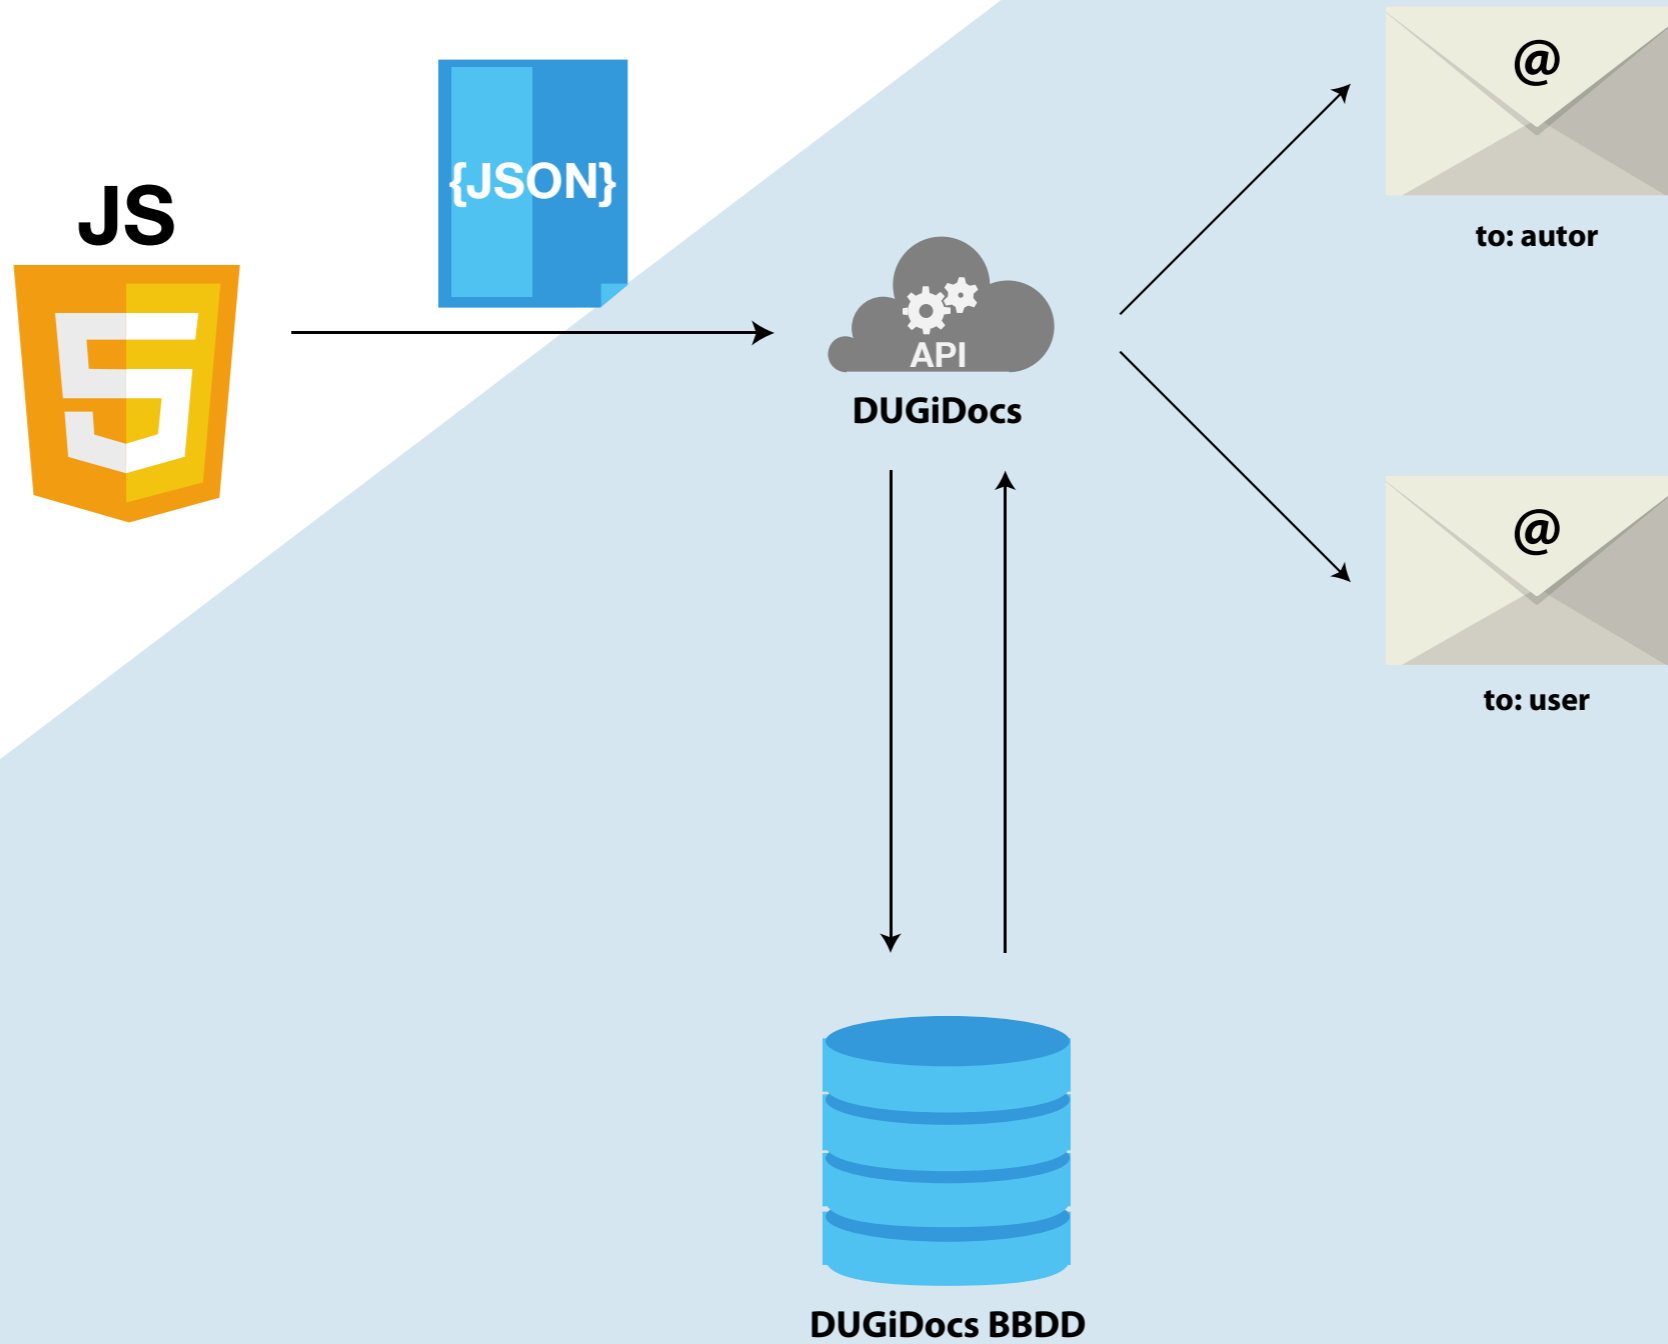 JS
{JSON}
API
DUGiDocs
@
to: autor
@
to: user
DUGiDocs BBDD